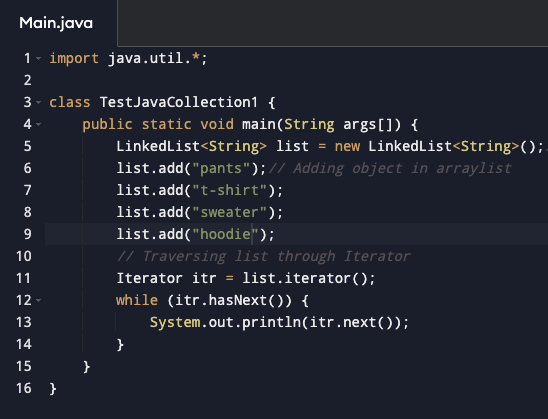 Main.java
1 import java.util.*;
2
3 class TestJavaCollection1 {
4 public static void main(String args[]) {
5 LinkedList<String> list = new LinkedList<String>();
6 list.add("pants");// Adding object in arraylist
7 list.add("t-shirt");
8 list.add("sweater");
9 list.add("hoodie");
10 // Traversing list through Iterator
11 Iterator itr = list.iterator();
12 while (itr.hasNext()) {
13 System.out.println(itr.next());
14 }
15 }
16 }